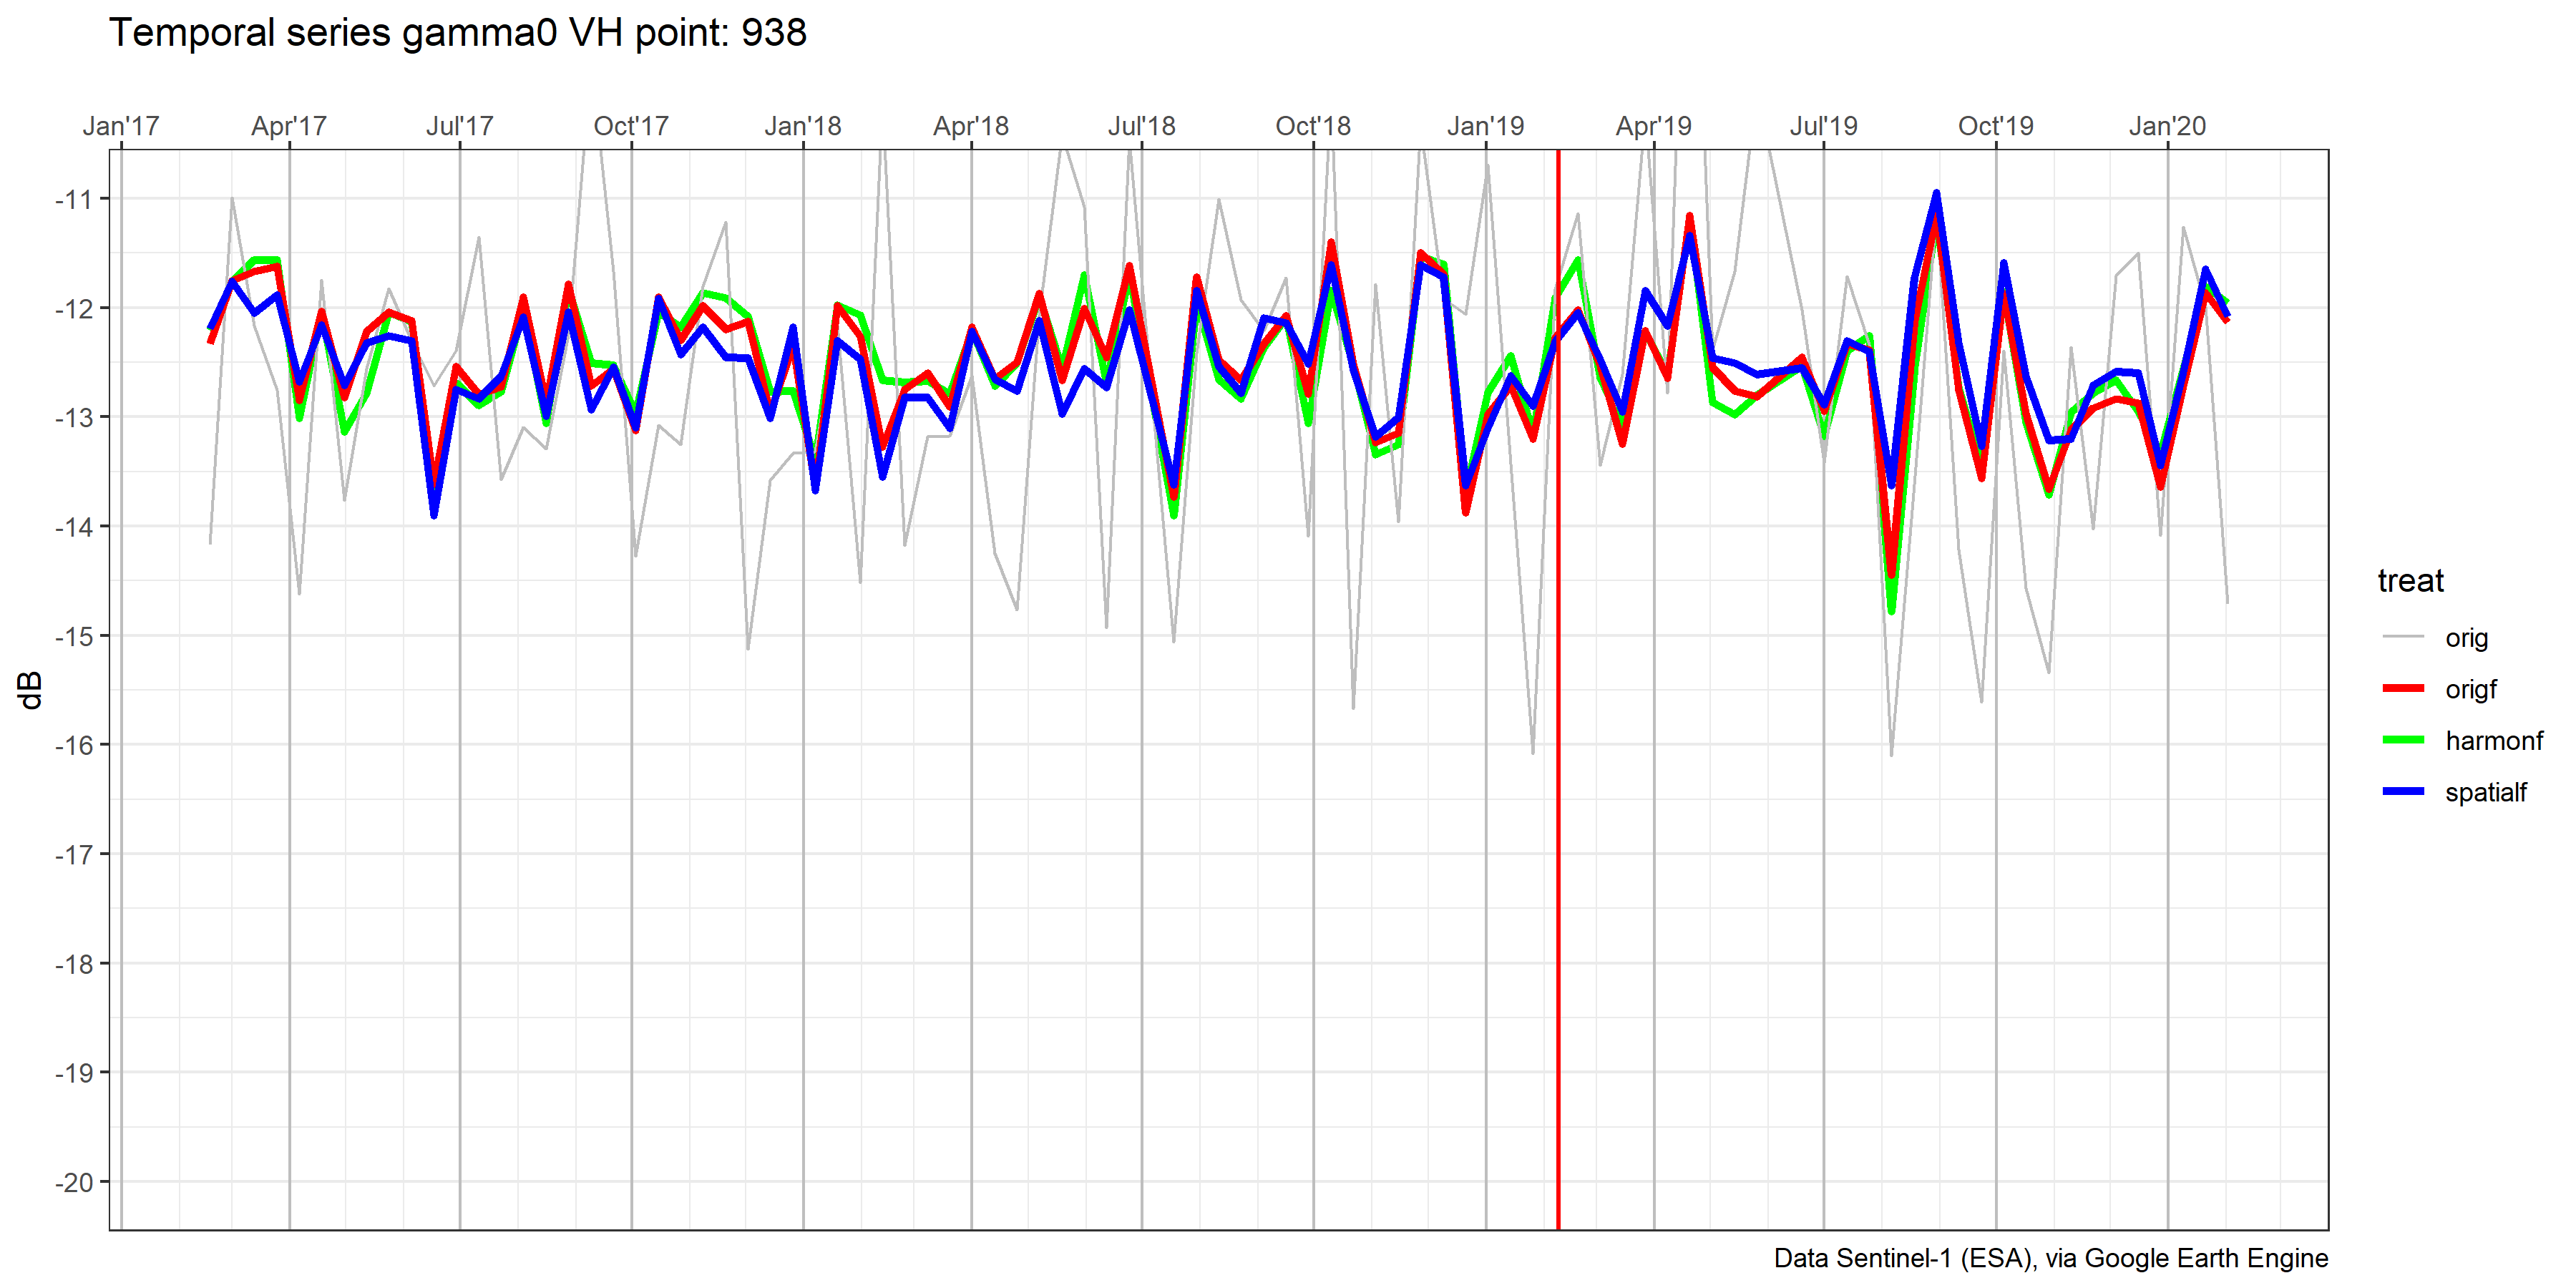 Temporal series gamma0 VH point: 938
Jan'17 Apr'17 Jul'17 Oct'17 Jan'18 Apr'18 Jul'18 Oct'18 Jan'19 Apr'19 Jul'19 Oct'19 Jan'20
-11
-12
-13
-14
-15
-16
-17
-18
-19
-20
dB
treat
orig
origf
harmonf
spatialf
Data Sentinel-1 (ESA), via Google Earth Engine